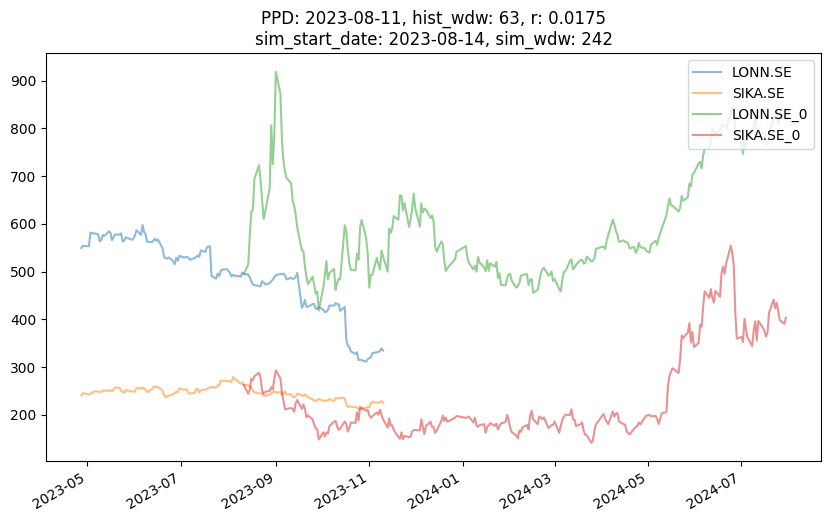 PPD: 2023-08-11, hist_wdw: 63, r: 0.0175
sim_start_date: 2023-08-14, sim_wdw: 242
LONN.SE
SIKA.SE
LONN.SE_0
SIKA.SE_0
900
800
700
600
500
400
300
200
2023-05
2023-07
2023-09
2023-11
2024-01
2024-03
2024-05
2024-07